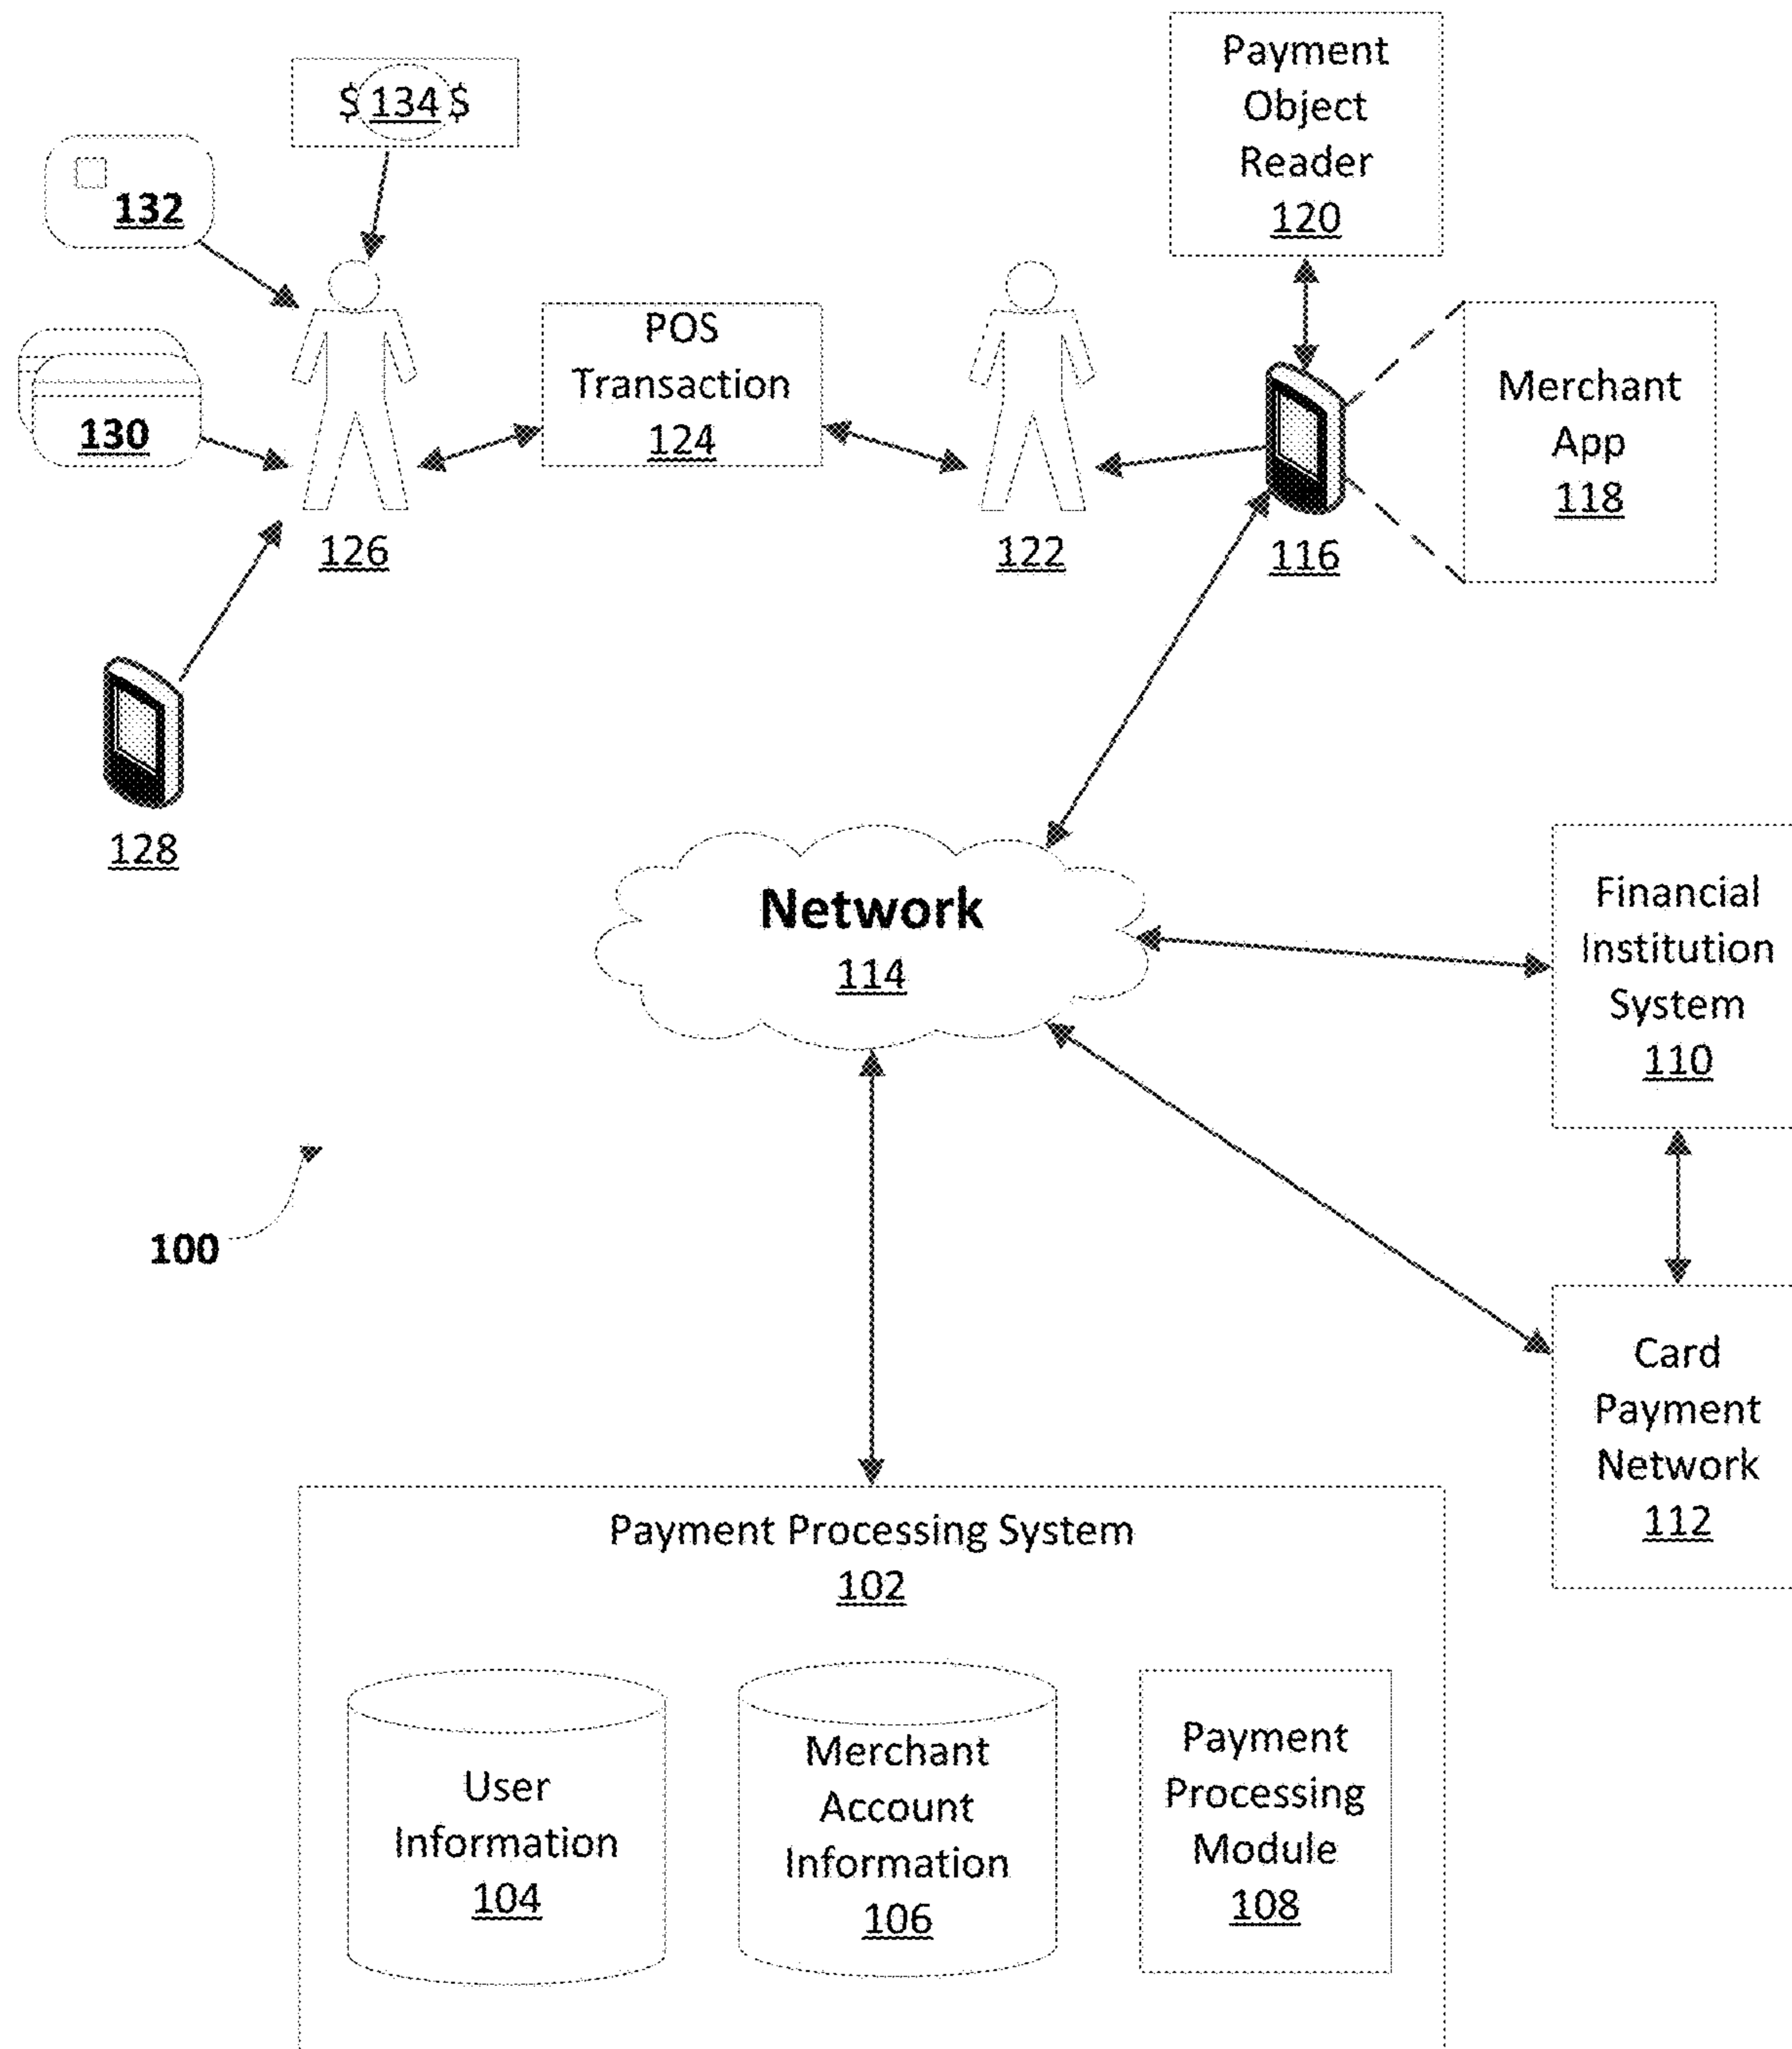 Payment
Object
Reader
120
$ 134 $
132
130
126
POS
Transaction
124
122
116
Merchant
App
118
128
Network
114
Financial
Institution
System
110
100
Card
Payment
Network
112
Payment Processing System
102
User
Information
104
Merchant
Account
Information
106
Payment
Processing
Module
108